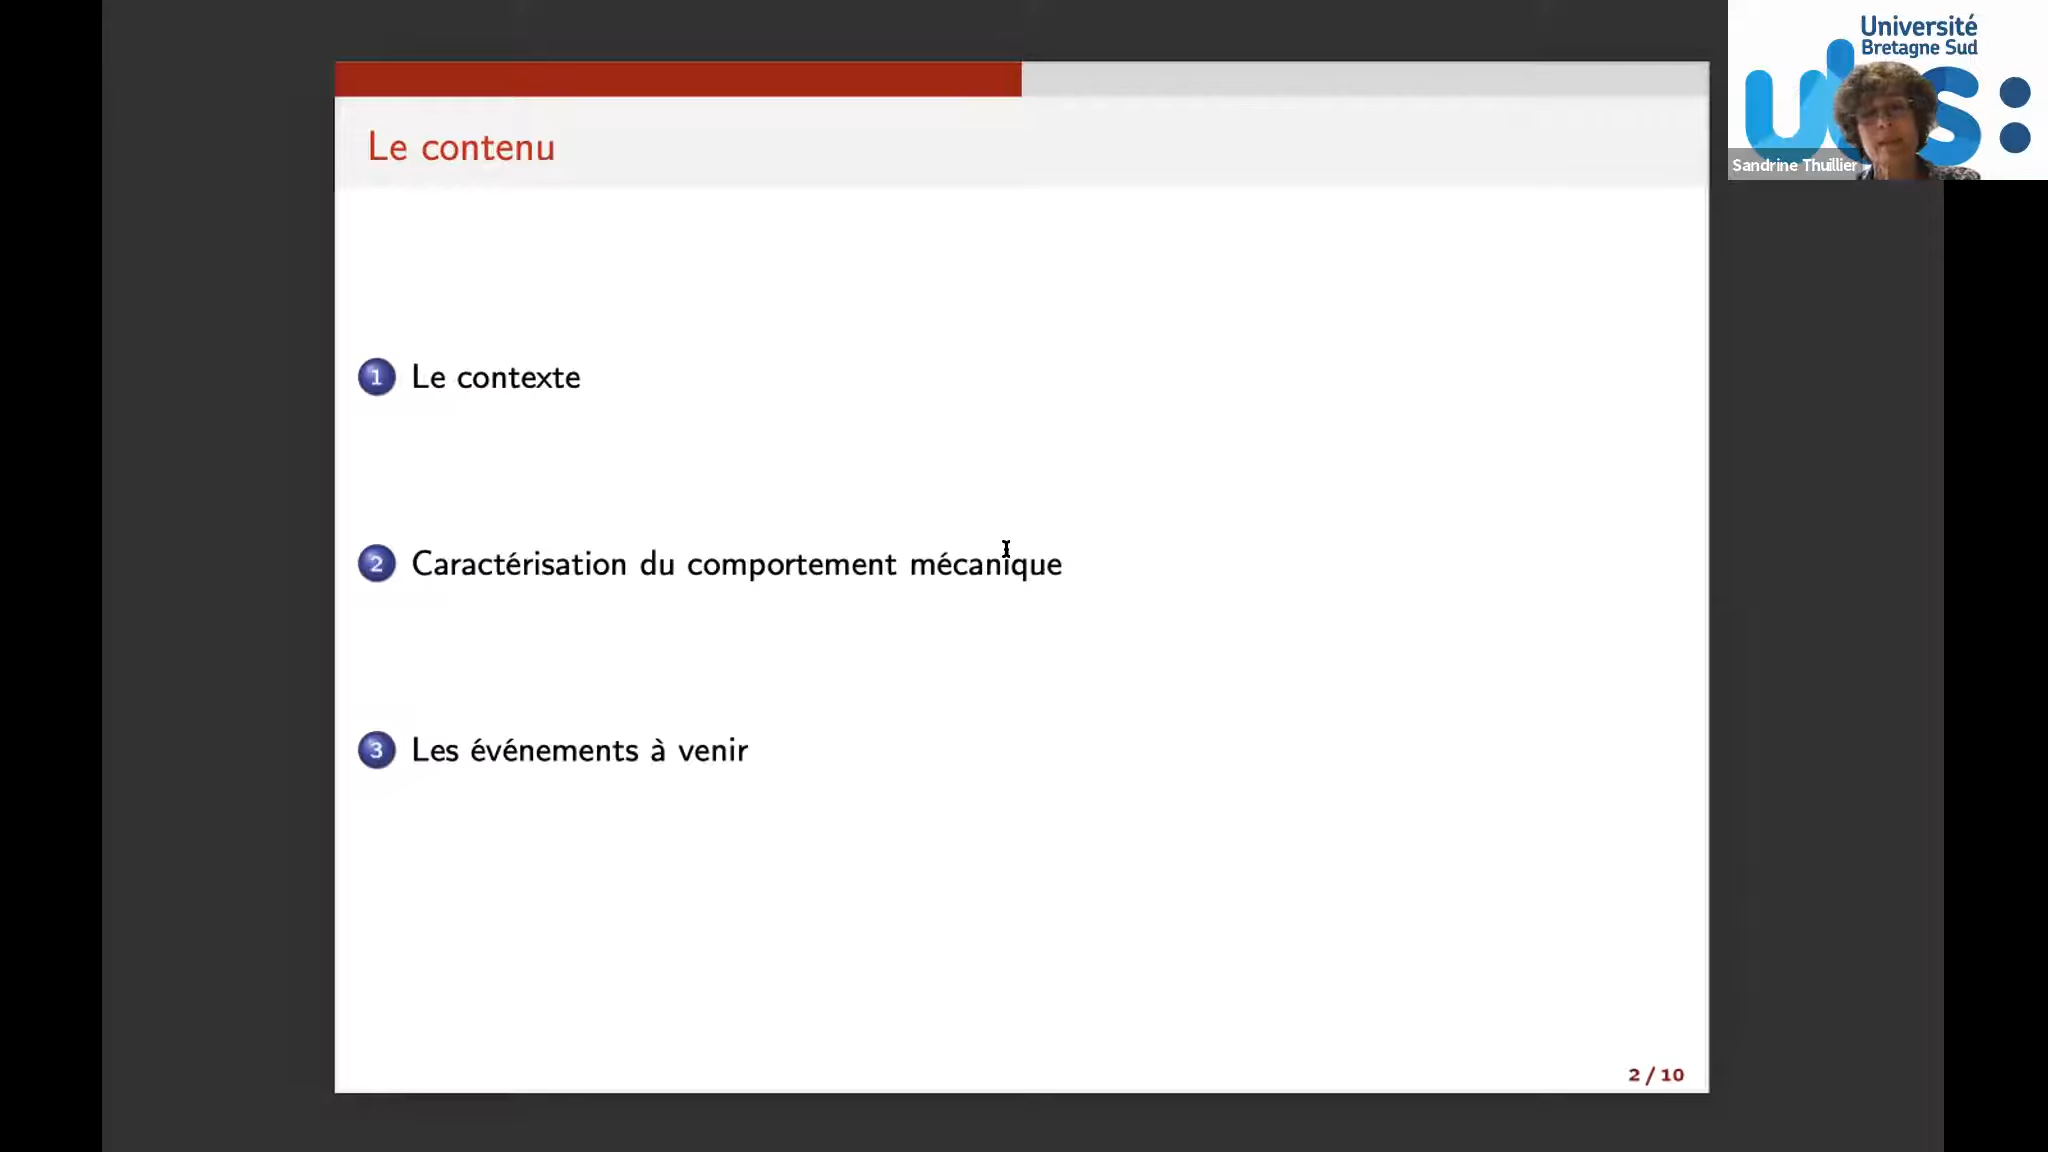 Université
Bretagne Sud
ubs:
Sandrine Thuillier
Le contenu
1 Le contexte
2 Caractérisation du comportement mécanique
3 Les événements à venir
2 / 10